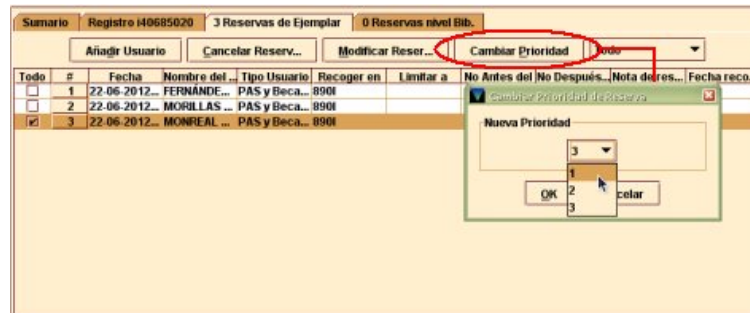 Sumario Registro i40685020 3 Reservas de Ejemplar 0 Reservas nivel Bib.
Añadir Usuario Cancelar Reserv... Modificar Reser... Cambiar Prioridad Todo
Todo # Fecha Nombre del ... Tipo Usuario Recoger en Limitar a No Antes del No Después... Nota de res... Fecha reco
1 22-06-2012... FERNÁNDE... PAS y Beca... 890I
2 22-06-2012... MORILLAS ... PAS y Beca... 890I
3 22-06-2012... MONREAL ... PAS y Beca... 890I
Cambiar Prioridad de Reserva
Nueva Prioridad
3
1
2
3
OK celar